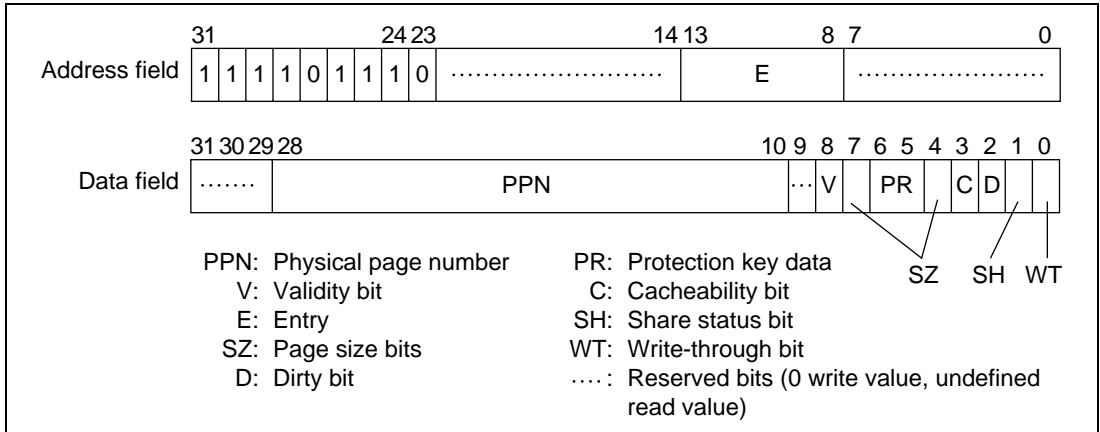 31 24 23 14 13 8 7 0
Address field 1 1 1 1 0 1 1 1 0 ........................ E ........................
31 30 29 28 10 9 8 7 6 5 4 3 2 1 0
Data field ....... PPN ... V PR C D
SZ SH WT
PPN: Physical page number PR: Protection key data
V: Validity bit C: Cacheability bit
E: Entry SH: Share status bit
SZ: Page size bits WT: Write-through bit
D: Dirty bit ....: Reserved bits (0 write value, undefined
read value)